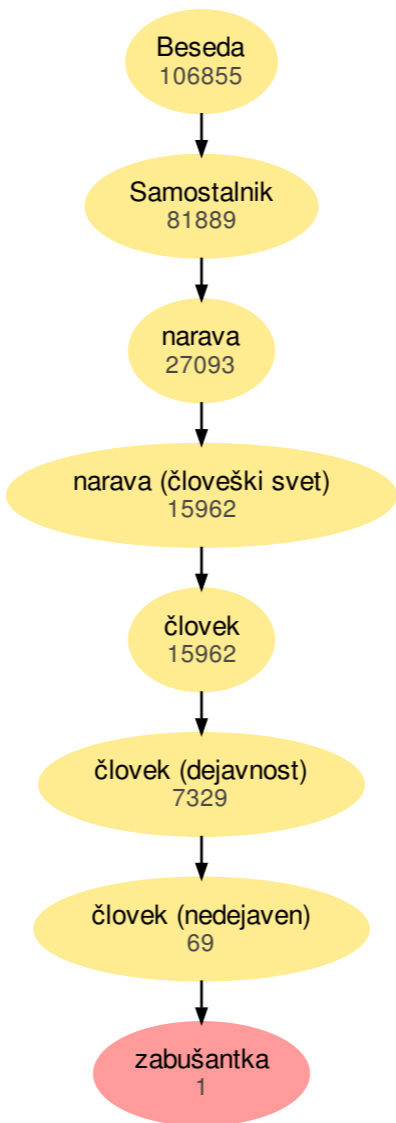 Beseda
106855
Samostalnik
81889
narava
27093
narava (človeški svet)
15962
človek
15962
človek (dejavnost)
7329
človek (nedejaven)
69
zabušantka
1